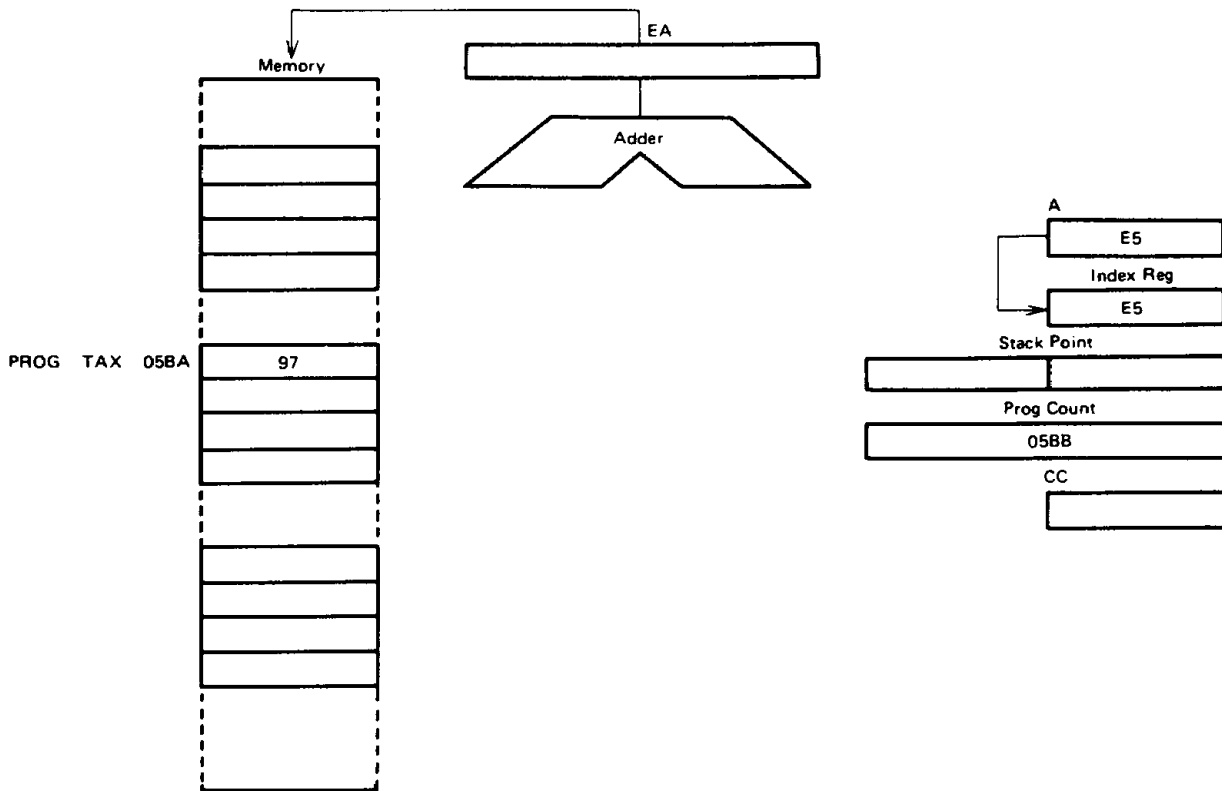 EA
Memory
Adder
A
E5
Index Reg
E5
Stack Point
PROG TAX 05BA 97
Prog Count
05BB
CC